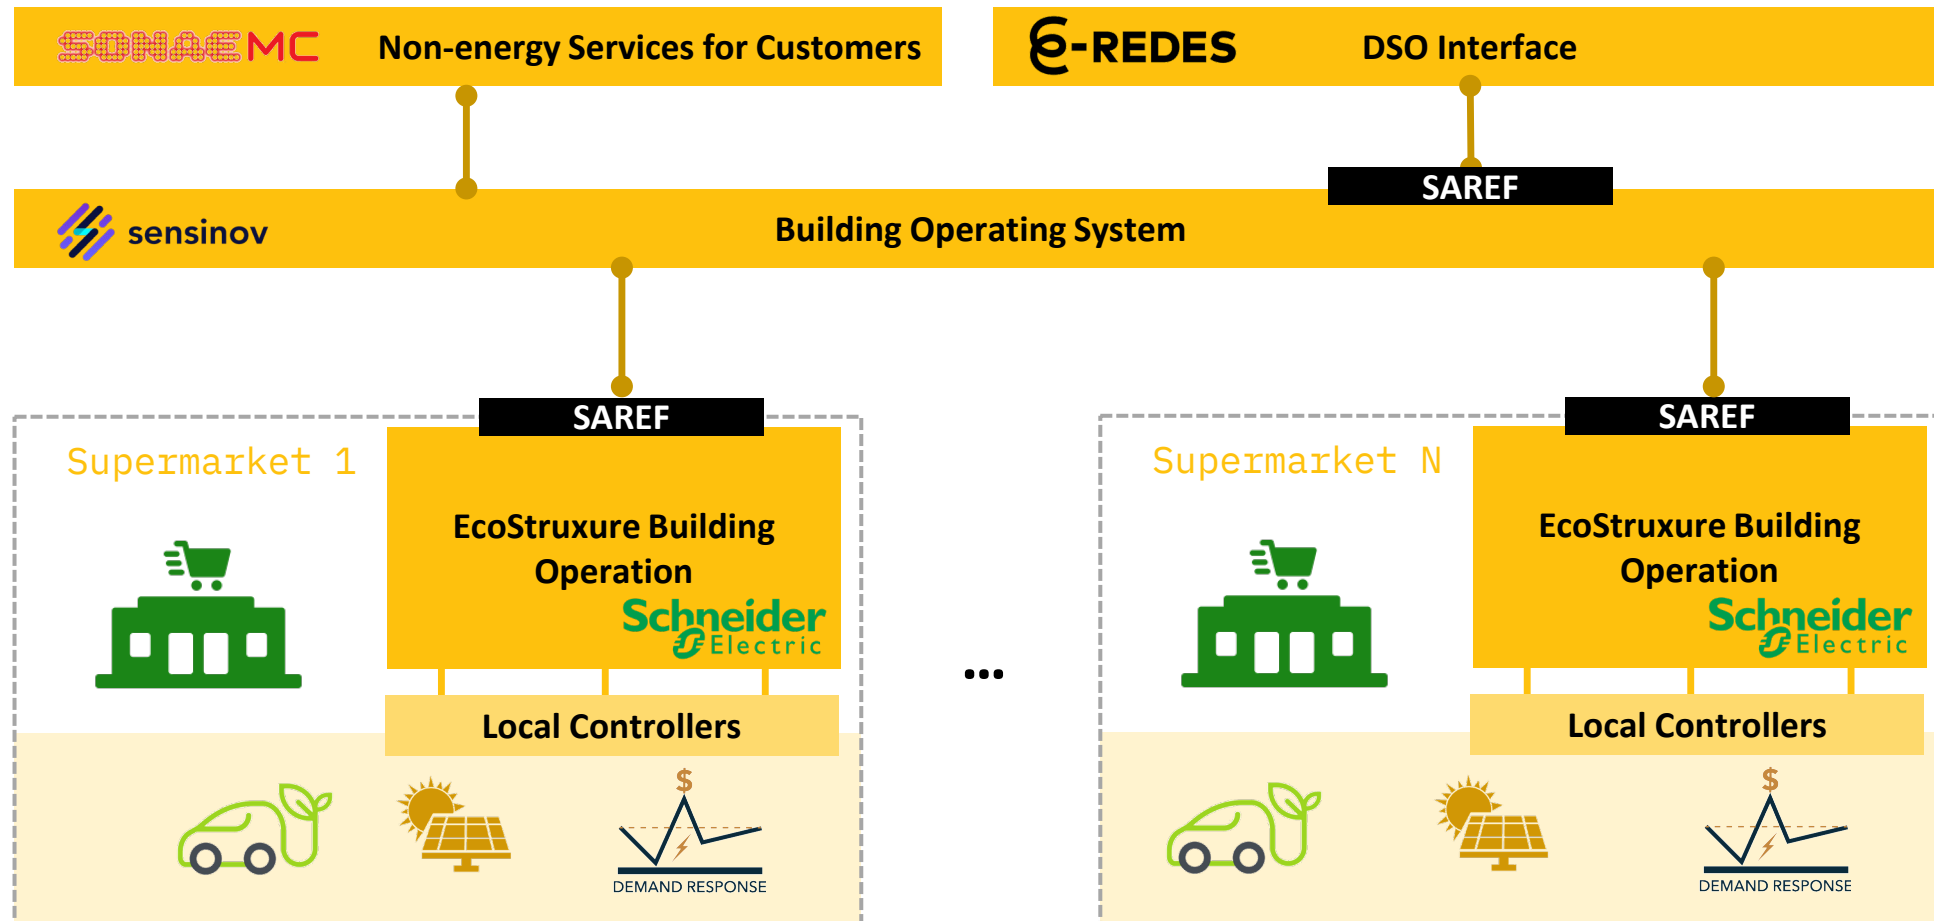 SONAE MC
Non-energy Services for Customers
E-REDES
DSO Interface
SAREF
sensinov
Building Operating System
SAREF
Supermarket 1
EcoStruxure Building
Operation
Schneider
Electric
Local Controllers
$
DEMAND RESPONSE
...
SAREF
Supermarket N
EcoStruxure Building
Operation
Schneider
Electric
Local Controllers
$
DEMAND RESPONSE